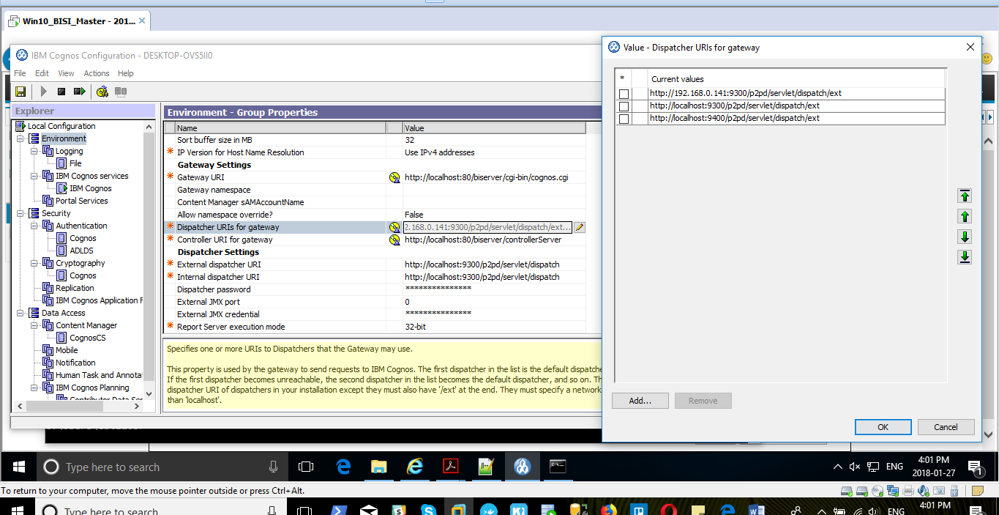 Win10_BISI_Master - 201...
IBM Cognos Configuration - DESKTOP-OVS5II0
File Edit View Actions Help
Explorer
Local Configuration
Environment
Logging
File
IBM Cognos services
IBM Cognos
Portal Services
Security
Authentication
Cognos
ADLDS
Cryptography
Cognos
Replication
IBM Cognos Application F
Data Access
Content Manager
CognosCS
Mobile
Notification
Human Task and Annota
IBM Cognos Planning
Contributor Data Ser
Environment - Group Properties
Name Value
Sort buffer size in MB 32
* IP Version for Host Name Resolution Use IPv4 addresses
Gateway Settings
* Gateway URI http://localhost:80/biserver/cgi-bin/cognos.cgi
Gateway namespace
Content Manager sAMAccountName
Allow namespace override? False
* Dispatcher URIs for gateway 2.168.0.141:9300/p2pd/servlet/dispatch/ext...
* Controller URI for gateway http://localhost:80/biserver/controllerServer
Dispatcher Settings
* External dispatcher URI http://localhost:9300/p2pd/servlet/dispatch
* Internal dispatcher URI http://localhost:9300/p2pd/servlet/dispatch
Dispatcher password ***************
External JMX port 0
External JMX credential ***************
* Report Server execution mode 32-bit
Specifies one or more URIs to Dispatchers that the Gateway may use.
This property is used by the gateway to send requests to IBM Cognos. The first dispatcher in the list is the default dispatche
If the first dispatcher becomes unreachable, the second dispatcher in the list becomes the default dispatcher, and so on. Th
dispatcher URI of dispatchers in your installation except they must also have '/ext' at the end. They must specify a network
than 'localhost'.
Value - Dispatcher URIs for gateway
* Current values
http://192.168.0.141:9300/p2pd/servlet/dispatch/ext
http://localhost:9300/p2pd/servlet/dispatch/ext
http://localhost:9400/p2pd/servlet/dispatch/ext
Add... Remove
OK Cancel
Type here to search
ENG
4:01 PM
2018-01-27
1
To return to your computer, move the mouse pointer outside or press Ctrl+Alt.
Type here to search
ENG
4:01 PM